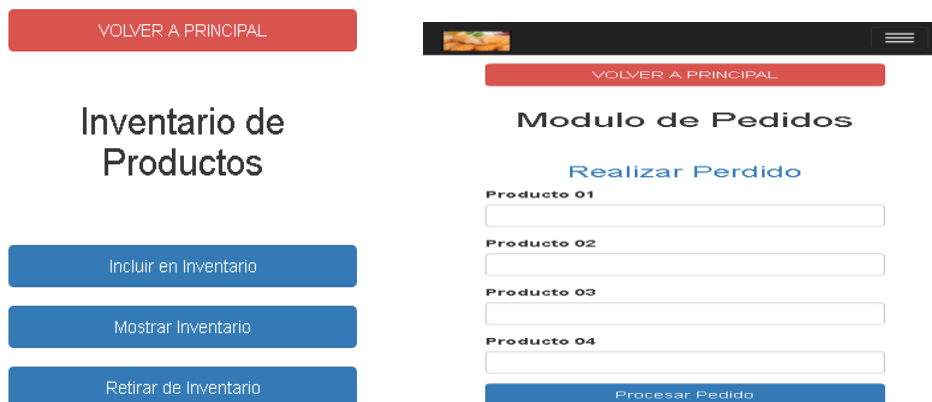 VOLVER A PRINCIPAL
Inventario de
Productos
Incluir en Inventario
Mostrar Inventario
Retirar de Inventario
VOLVER A PRINCIPAL
Modulo de Pedidos
Realizar Perdido
Producto 01
Producto 02
Producto 03
Producto 04
Procesar Pedido